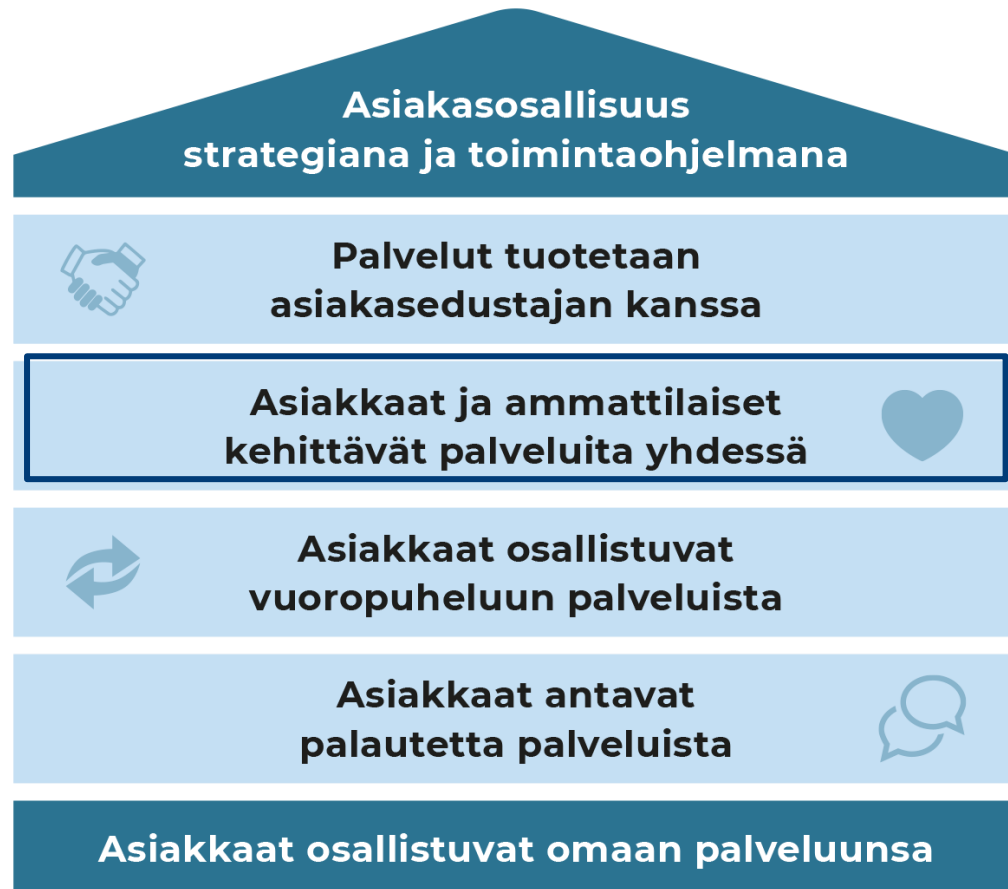 Asiakasosallisuus
strategiana ja toimintaohjelmana
Palvelut tuotetaan
asiakasedustajan kanssa
Asiakkaat ja ammattilaiset
kehittävät palveluita yhdessä
Asiakkaat osallistuvat
vuoropuheluun palveluista
Asiakkaat antavat
palautetta palveluista
Asiakkaat osallistuvat omaan palveluunsa